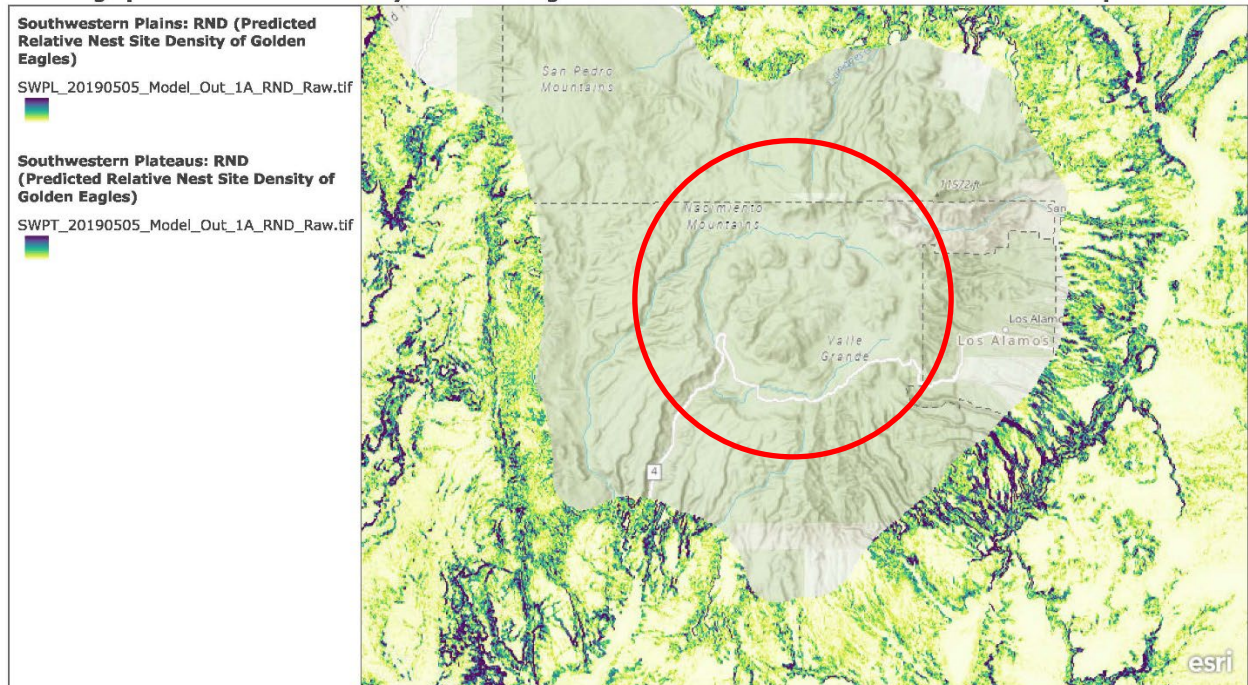 Southwestern Plains: RND (Predicted
Relative Nest Site Density of Golden
Eagles)
SWPL_20190505_Model_Out_1A_RND_Raw.tif
Southwestern Plateaus: RND
(Predicted Relative Nest Site Density of
Golden Eagles)
SWPT_20190505_Model_Out_1A_RND_Raw.tif
San Pedro
Mountains
11572 ft
Nacimiento
Mountains
San
Los Alamo
Los Alamos
Valle
Grande
4
esri